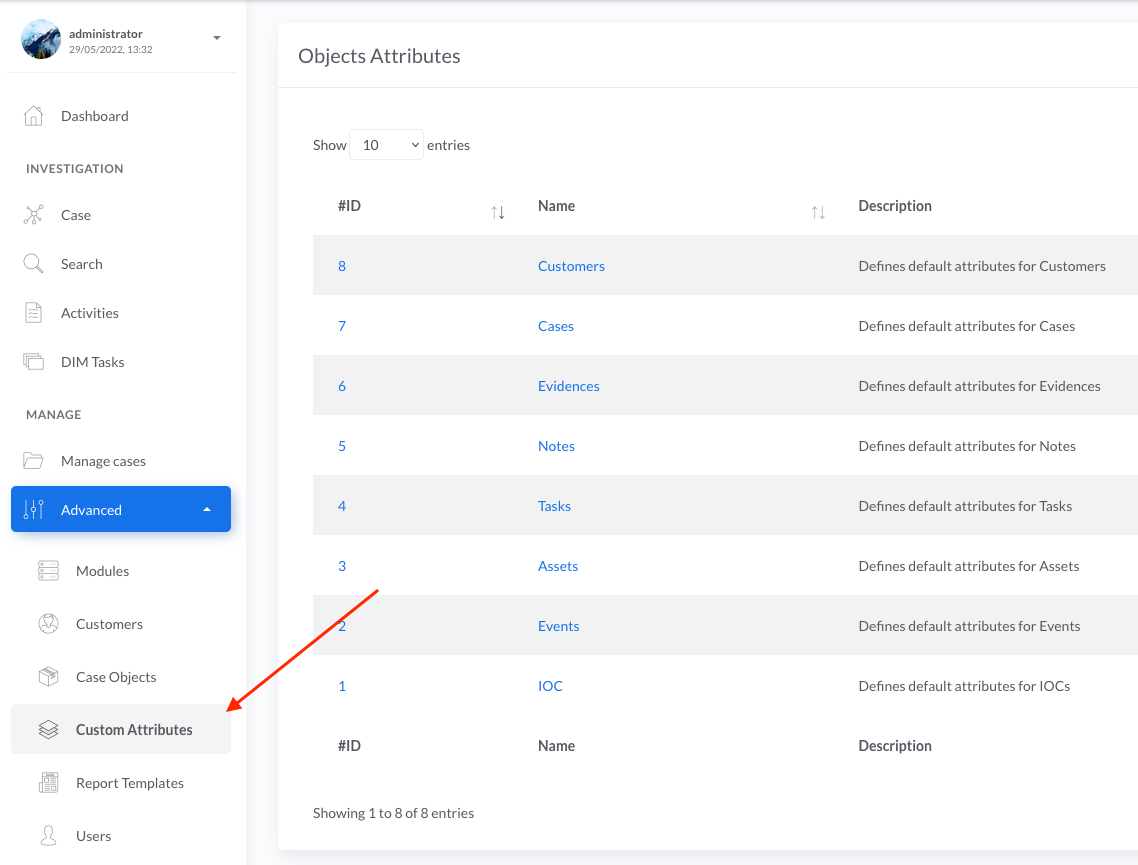 administrator
29/05/2022, 13:32
Dashboard
INVESTIGATION
Case
Search
Activities
DIM Tasks
MANAGE
Manage cases
Advanced
Modules
Customers
Case Objects
Custom Attributes
Report Templates
Users
Objects Attributes
Show 10 entries
#ID Name Description
8 Customers Defines default attributes for Customers
7 Cases Defines default attributes for Cases
6 Evidences Defines default attributes for Evidences
5 Notes Defines default attributes for Notes
4 Tasks Defines default attributes for Tasks
3 Assets Defines default attributes for Assets
2 Events Defines default attributes for Events
1 IOC Defines default attributes for IOCs
#ID Name Description
Showing 1 to 8 of 8 entries